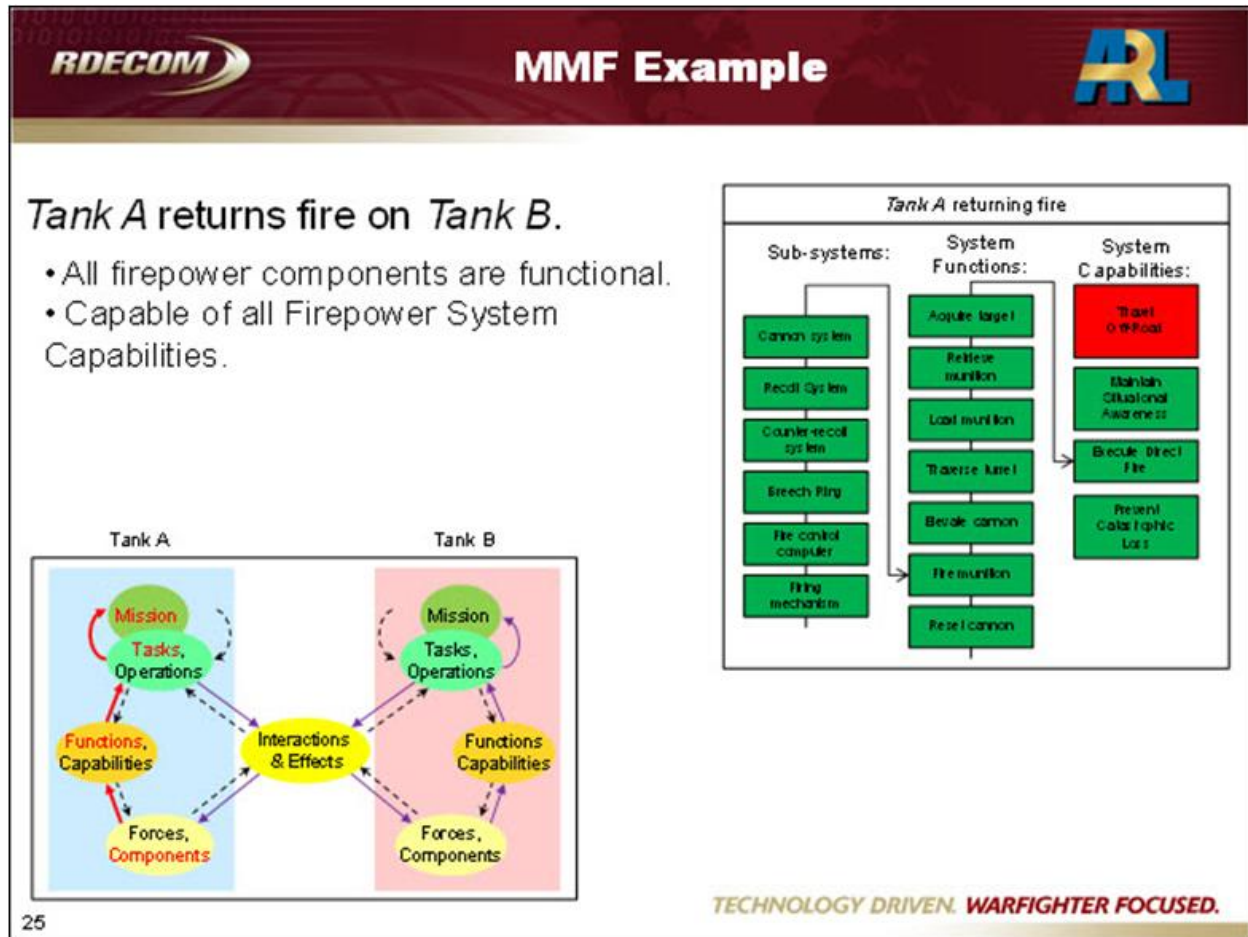 RDECOM
MMF Example
ARL
Tank A returns fire on Tank B.
• All firepower components are functional.
• Capable of all Firepower System
Capabilities.
Tank A returning fire
Sub-systems:
Cannon system
Recoil System
Counter-recoil
system
Breech Ring
Fire control
computer
Firing
mechanism
System
Functions:
Acquire target
Retrieve
munition
Load munition
Traverse turret
Elevate cannon
Fire munition
Reset cannon
System
Capabilities:
Travel
Off-Road
Maintain
Situational
Awareness
Execute Direct
Fire
Prevent
Catastrophic
Loss
Tank A
Tank B
Mission
Tasks,
Operations
Functions,
Capabilities
Forces,
Components
Interactions
& Effects
Mission
Tasks,
Operations
Functions
Capabilities
Forces,
Components
25
TECHNOLOGY DRIVEN. WARFIGHTER FOCUSED.